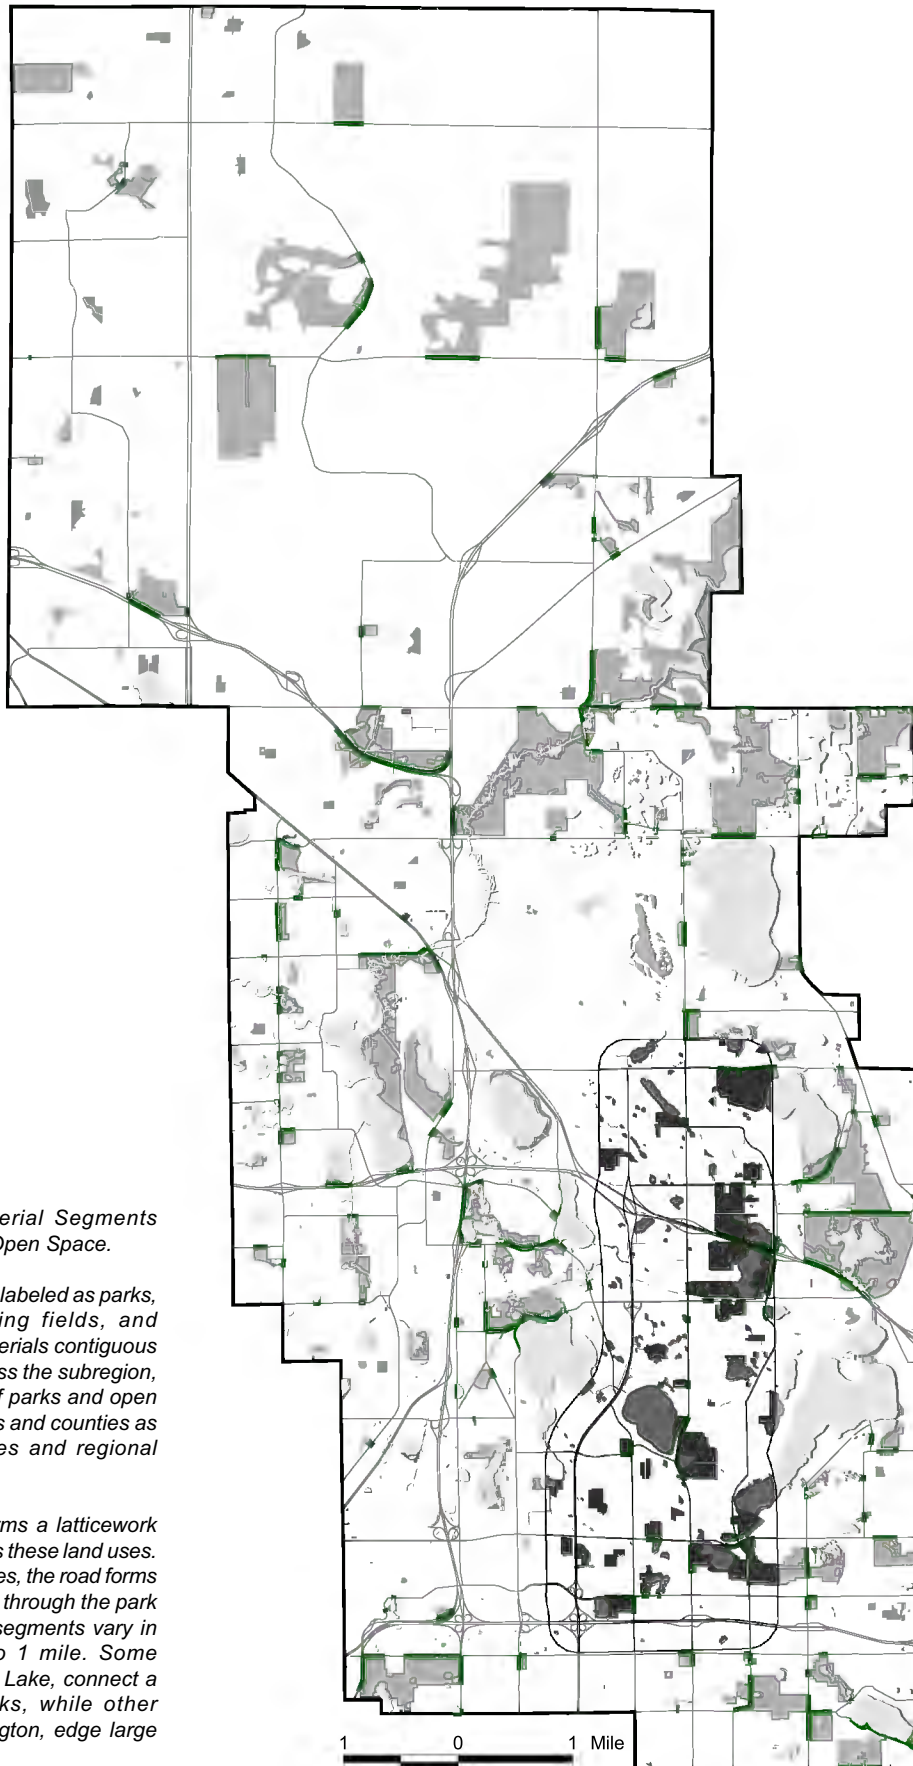 erial Segments
Open Space.
labeled as parks,
ing fields, and
erials contiguous
ss the subregion,
f parks and open
s and counties as
es and regional
ms a latticework
s these land uses.
es, the road forms
through the park
segments vary in
o 1 mile. Some
Lake, connect a
ks, while other
gton, edge large
1 0 1 Mile